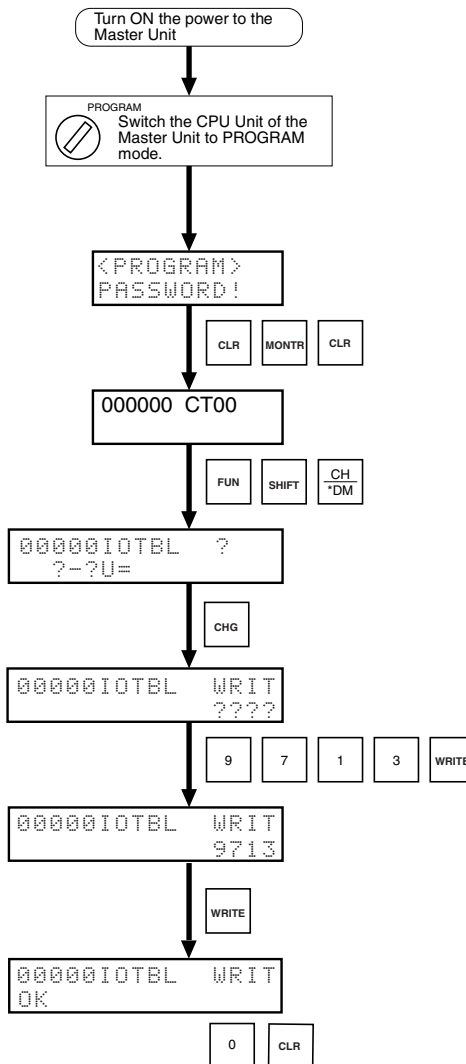 Turn ON the power to the
Master Unit
PROGRAM
Switch the CPU Unit of the
Master Unit to PROGRAM
mode.
<PROGRAM>
PASSWORD!
CLR MONTR CLR
000000 CT00
FUN SHIFT CH
*DM
00000IOTBL ?
?-?U=
CHG
00000IOTBL WRIT
????
9 7 1 3 WRITE
00000IOTBL WRIT
9713
WRITE
00000IOTBL WRIT
OK
0 CLR